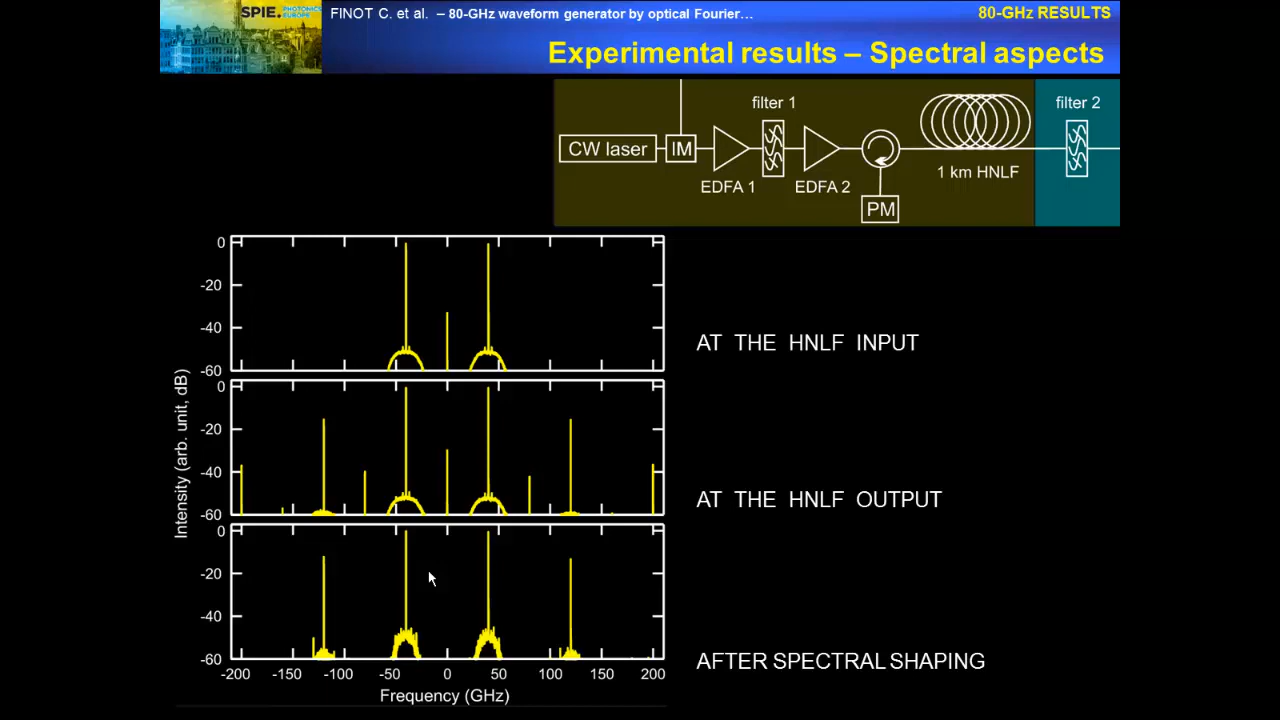 SPIE. PHOTONICS EUROPE
FINOT C. et al. – 80-GHz waveform generator by optical Fourier…
80-GHz RESULTS
Experimental results – Spectral aspects
filter 1
filter 2
CW laser
IM
EDFA 1
EDFA 2
1 km HNLF
PM
0
-20
-40
-60
AT THE HNLF INPUT
0
-20
-40
-60
AT THE HNLF OUTPUT
Intensity (arb. unit, dB)
0
-20
-40
-60
AFTER SPECTRAL SHAPING
-200 -150 -100 -50 0 50 100 150 200
Frequency (GHz)